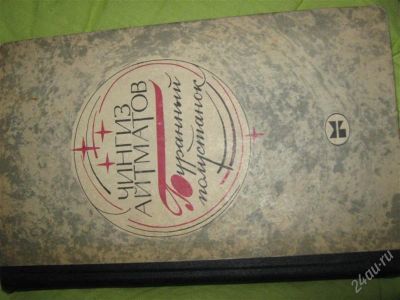 ЧИНГИЗ
АЙТМАТОВ
Буранный
полустанок
24au.ru